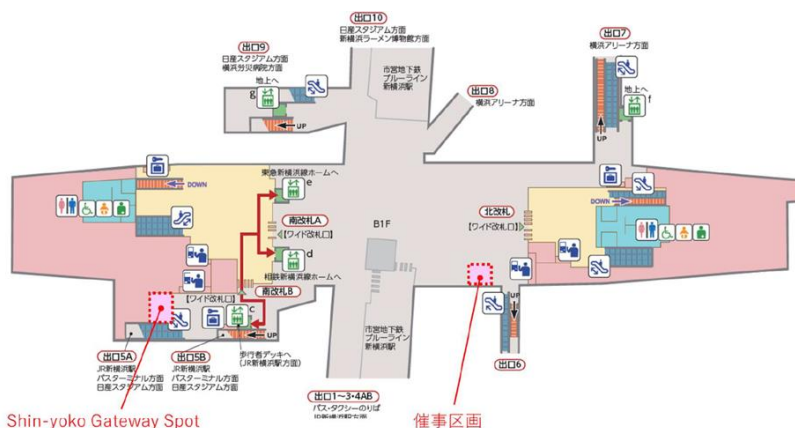 出口10
日産スタジアム方面
新横浜ラーメン博物館方面
出口9
日産スタジアム方面
横浜労災病院方面
地上へ
g
UP
市営地下鉄
ブルーライン
新横浜駅
出口8
横浜アリーナ方面
出口7
横浜アリーナ方面
地上へ
f
UP
東急新横浜線ホームへ
e
DOWN
南改札A
【ワイド改札口】
d
相鉄新横浜線ホームへ
B1F
北改札
【ワイド改札口】
DOWN
南改札B
【ワイド改札口】
c
UP
歩行者デッキへ
(JR新横浜駅方面)
出口5A
JR新横浜駅
バスターミナル方面
日産スタジアム方面
出口5B
JR新横浜駅
バスターミナル方面
日産スタジアム方面
市営地下鉄
ブルーライン
新横浜駅
UP
出口6
出口1～3・4AB
バス・タクシーのりば
JR新横浜駅方面
Shin-yoko Gateway Spot
催事区画